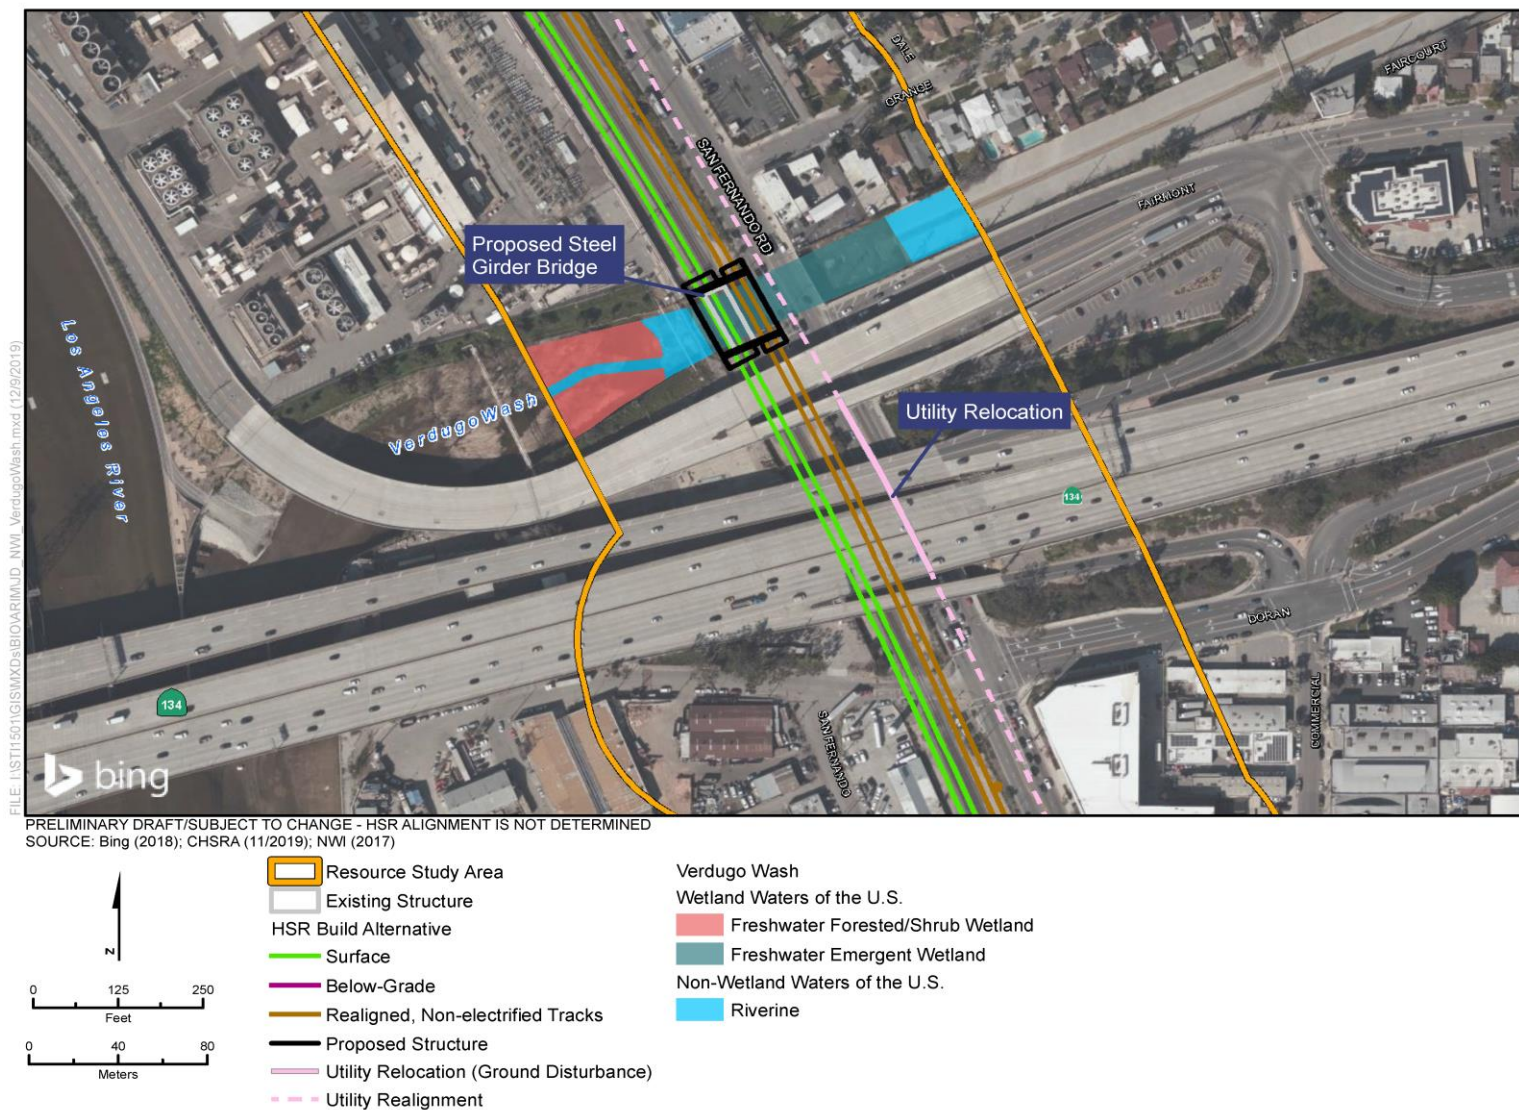 FILE: I:\STI1501\GIS\MXDs\BIO\ARIM\JD_NWI_VerdugoWash.mxd (12/9/2019)
DALE
ORANGE
FAIRCOURT
SAN FERNANDO RD
FAIRMONT
Proposed Steel
Girder Bridge
Los Angeles River
Verdugo Wash
Utility Relocation
134
DORAN
134
COMMERCIAL
SAN FERNANDO
bing
PRELIMINARY DRAFT/SUBJECT TO CHANGE - HSR ALIGNMENT IS NOT DETERMINED
SOURCE: Bing (2018); CHSRA (11/2019); NWI (2017)
N
0 125 250
Feet
0 40 80
Meters
Resource Study Area
Existing Structure
HSR Build Alternative
Surface
Below-Grade
Realigned, Non-electrified Tracks
Proposed Structure
Utility Relocation (Ground Disturbance)
Utility Realignment
Verdugo Wash
Wetland Waters of the U.S.
Freshwater Forested/Shrub Wetland
Freshwater Emergent Wetland
Non-Wetland Waters of the U.S.
Riverine